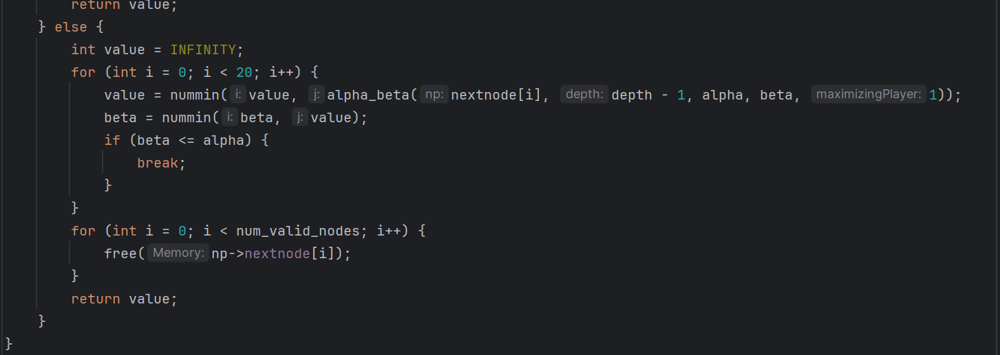 return value;
} else {
int value = INFINITY;
for (int i = 0; i < 20; i++) {
value = nummin( i: value, j: alpha_beta( np: nextnode[i], depth: depth - 1, alpha, beta, maximizingPlayer: 1));
beta = nummin( i: beta, j: value);
if (beta <= alpha) {
break;
}
}
for (int i = 0; i < num_valid_nodes; i++) {
free( Memory: np->nextnode[i]);
}
return value;
}
}